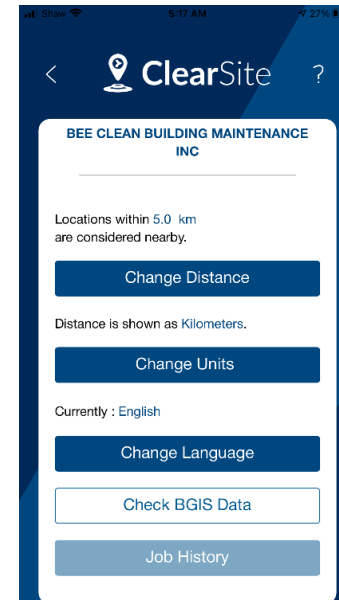 Shaw 5:17 AM 27%
< ClearSite ?
BEE CLEAN BUILDING MAINTENANCE
INC
Locations within 5.0 km
are considered nearby.
Change Distance
Distance is shown as Kilometers.
Change Units
Currently : English
Change Language
Check BGIS Data
Job History